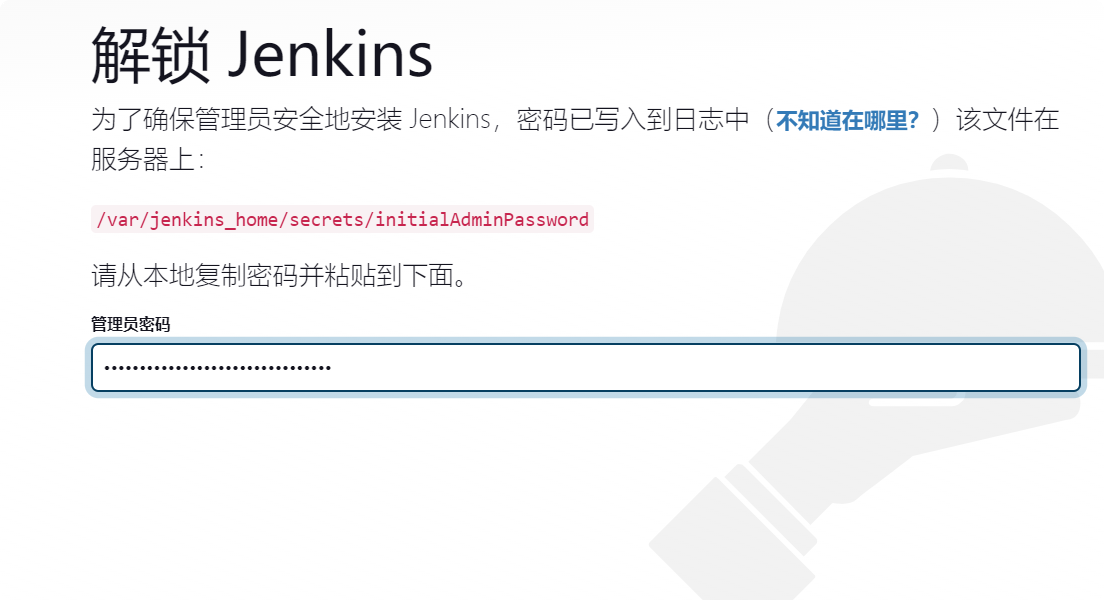 解锁 Jenkins
为了确保管理员安全地安装 Jenkins，密码已写入到日志中（不知道在哪里？）该文件在
服务器上：
/var/jenkins_home/secrets/initialAdminPassword
请从本地复制密码并粘贴到下面。
管理员密码
••••••••••••••••••••••••••••••••